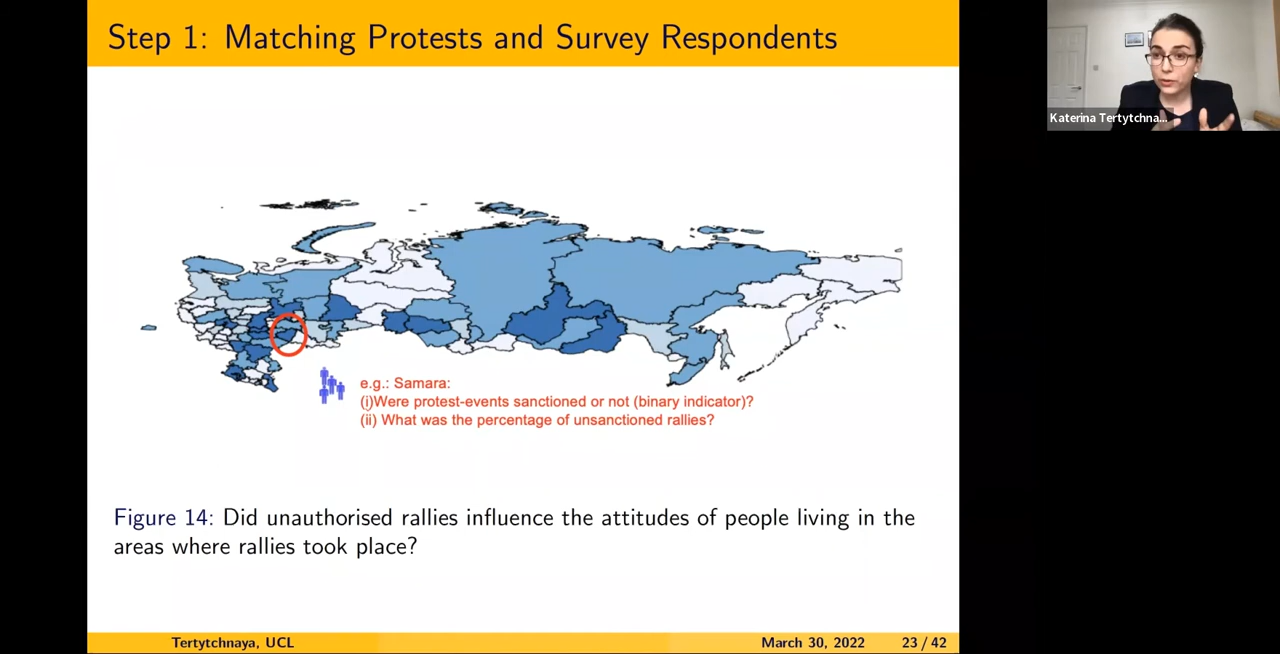 Step 1: Matching Protests and Survey Respondents
Katerina Tertytchna...
e.g.: Samara:
(i)Were protest-events sanctioned or not (binary indicator)?
(ii) What was the percentage of unsanctioned rallies?
Figure 14: Did unauthorised rallies influence the attitudes of people living in the
areas where rallies took place?
Tertytchnaya, UCL
March 30, 2022
23 / 42